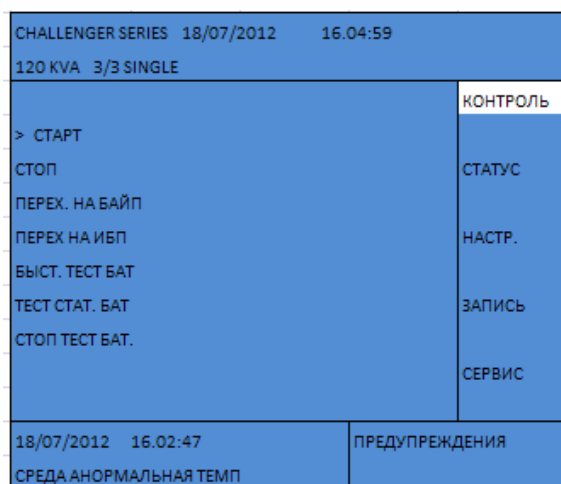 CHALLENGER SERIES 18/07/2012 16.04:59
120 KVA 3/3 SINGLE
КОНТРОЛЬ
> СТАРТ
СТОП
СТАТУС
ПЕРЕХ. НА БАЙП
ПЕРЕХ НА ИБП
НАСТР.
БЫСТ. ТЕСТ БАТ
ТЕСТ СТАТ. БАТ
ЗАПИСЬ
СТОП ТЕСТ БАТ.
СЕРВИС
18/07/2012 16.02:47
ПРЕДУПРЕЖДЕНИЯ
СРЕДА АНОРМАЛЬНАЯ ТЕМП